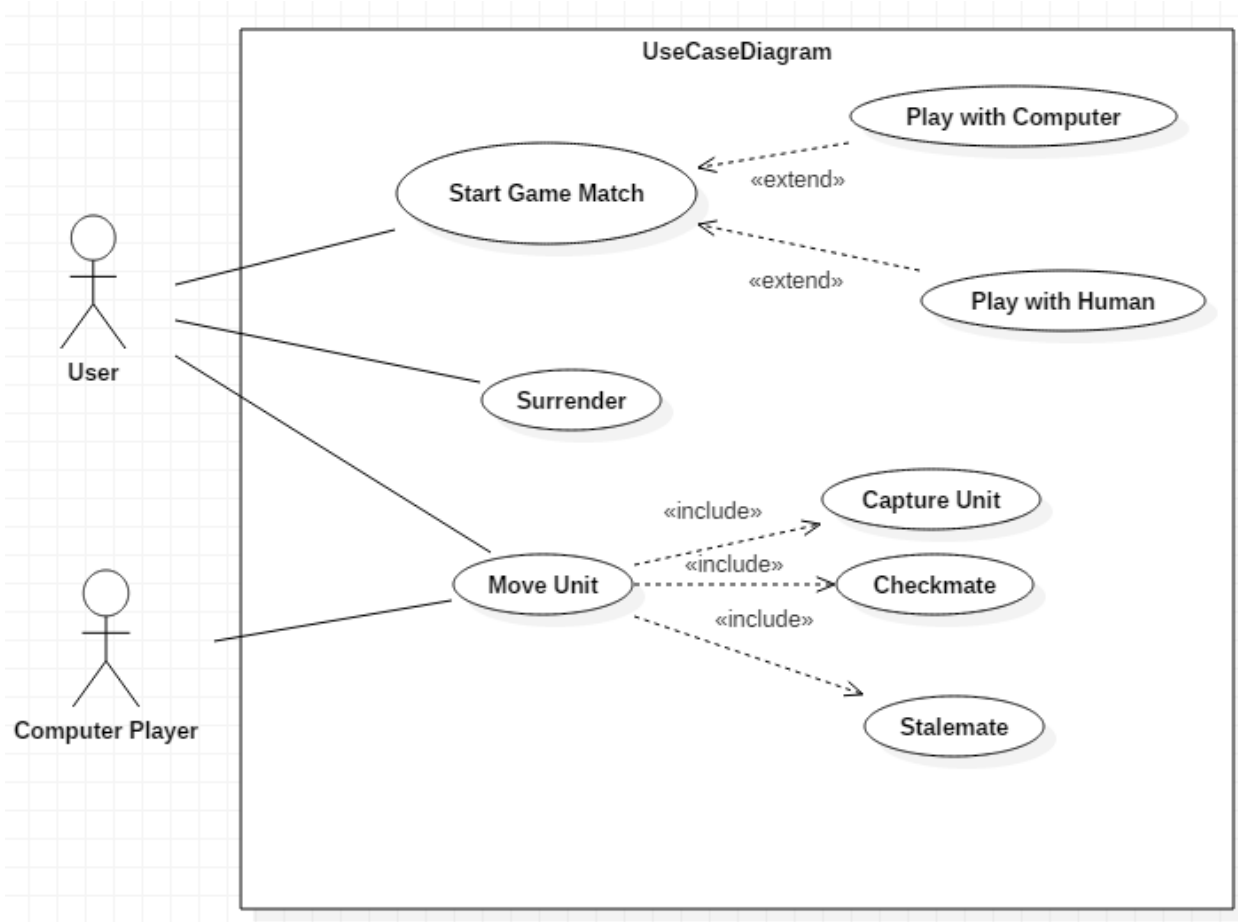 UseCaseDiagram
Play with Computer
«extend»
Start Game Match
«extend»
Play with Human
User
Surrender
Capture Unit
«include»
«include»
Move Unit
Checkmate
«include»
Computer Player
Stalemate